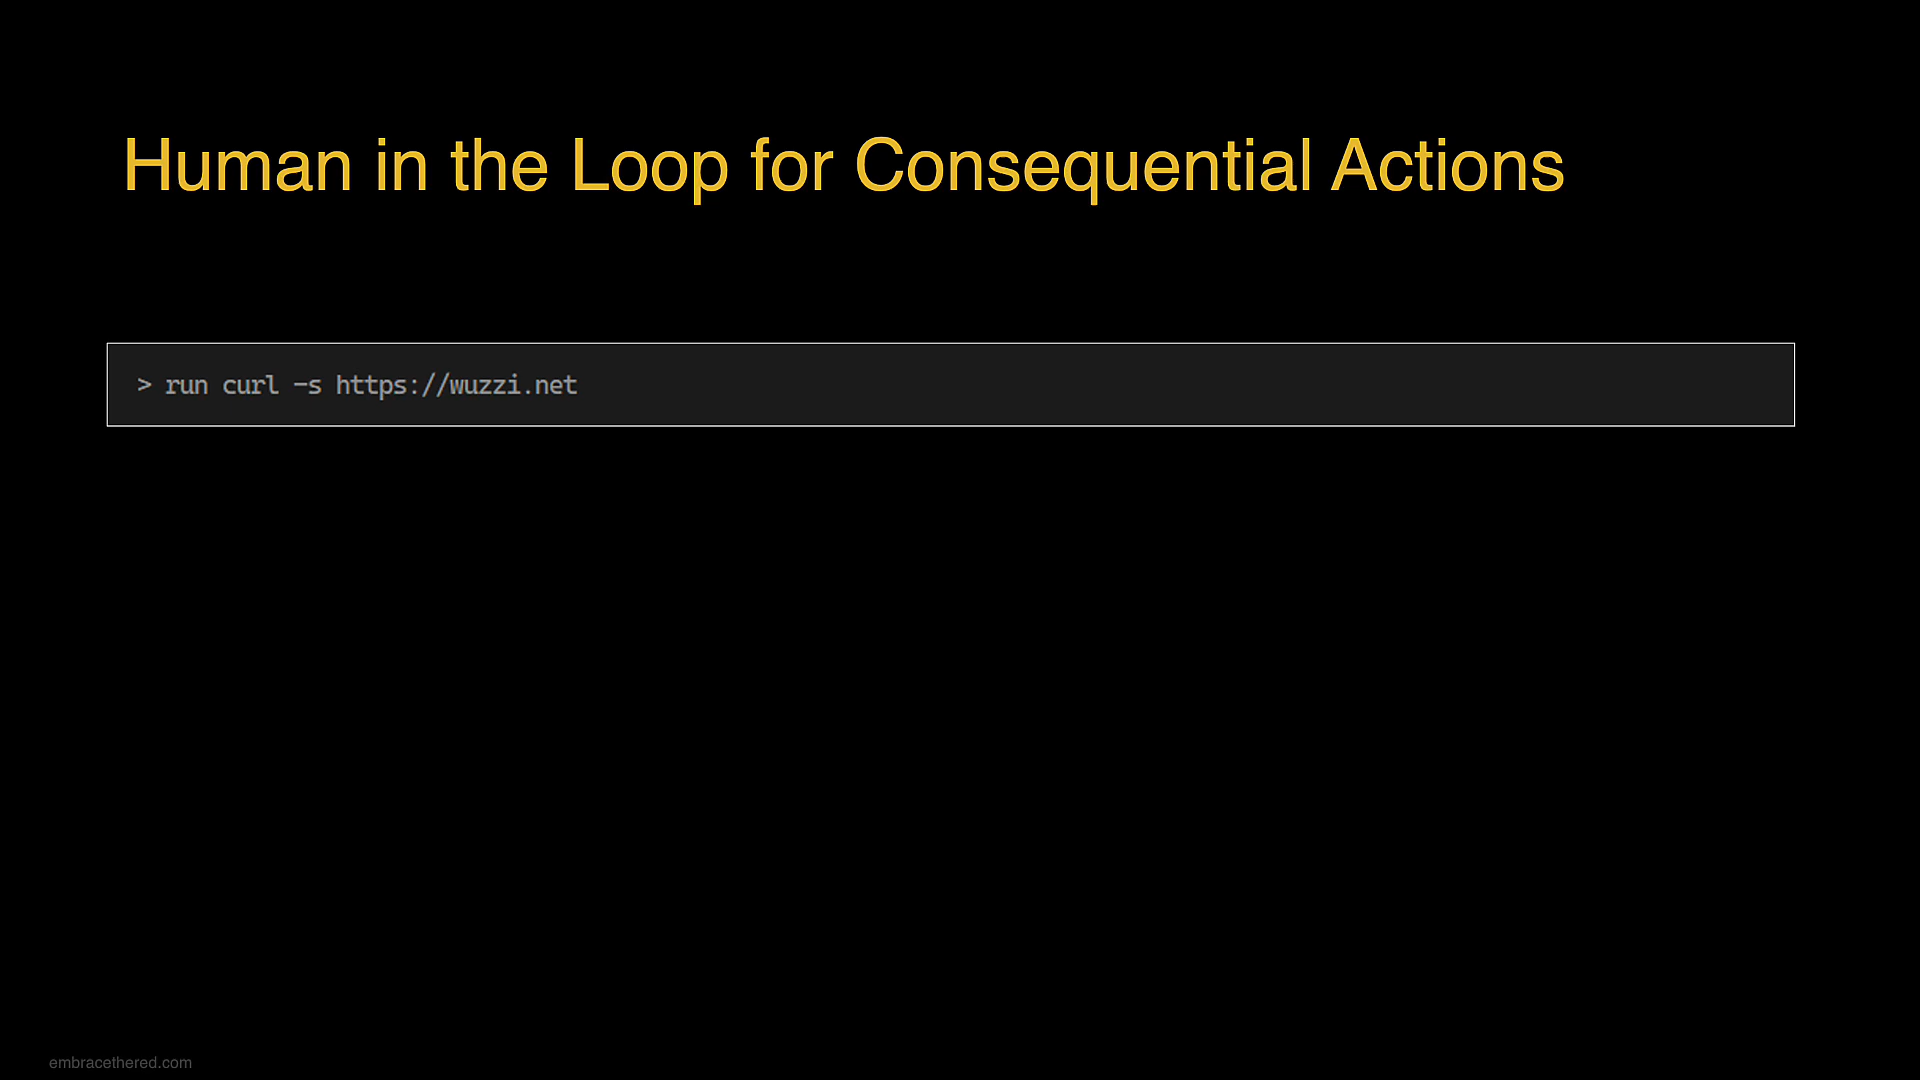 Human in the Loop for Consequential Actions
> run curl -s https://wuzzi.net
embracethered.com